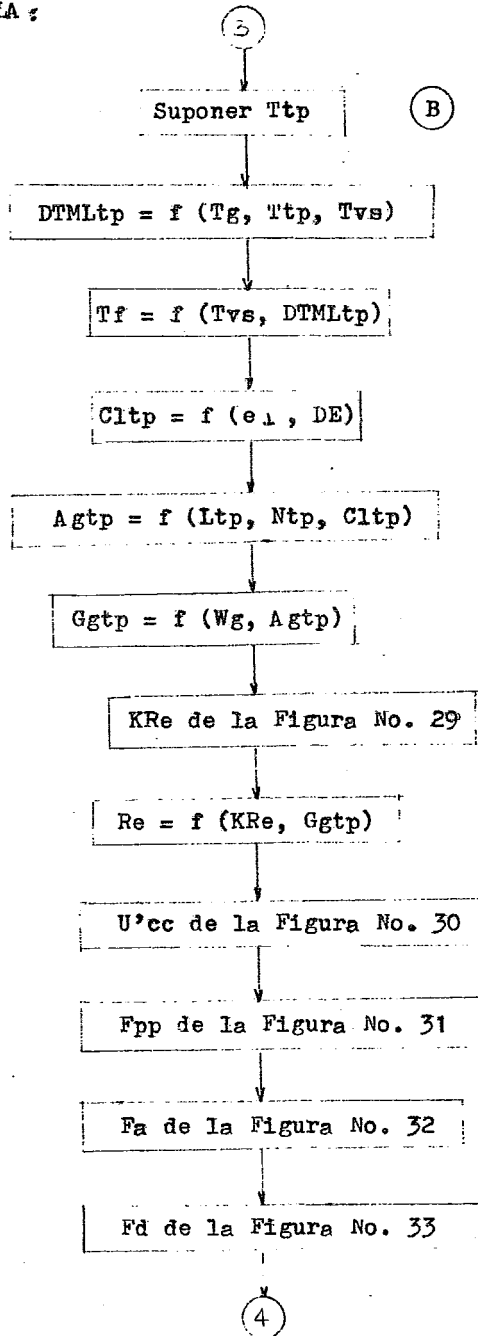 LA :
3
Suponer Ttp
B
DTMLtp = f (Tg, Ttp, Tvs)
Tf = f (Tvs, DTMLtp)
Cltp = f (e⊥, DE)
Agtp = f (Ltp, Ntp, Cltp)
Ggtp = f (Wg, Agtp)
KRe de la Figura No. 29
Re = f (KRe, Ggtp)
U'cc de la Figura No. 30
Fpp de la Figura No. 31
Fa de la Figura No. 32
Fd de la Figura No. 33
4